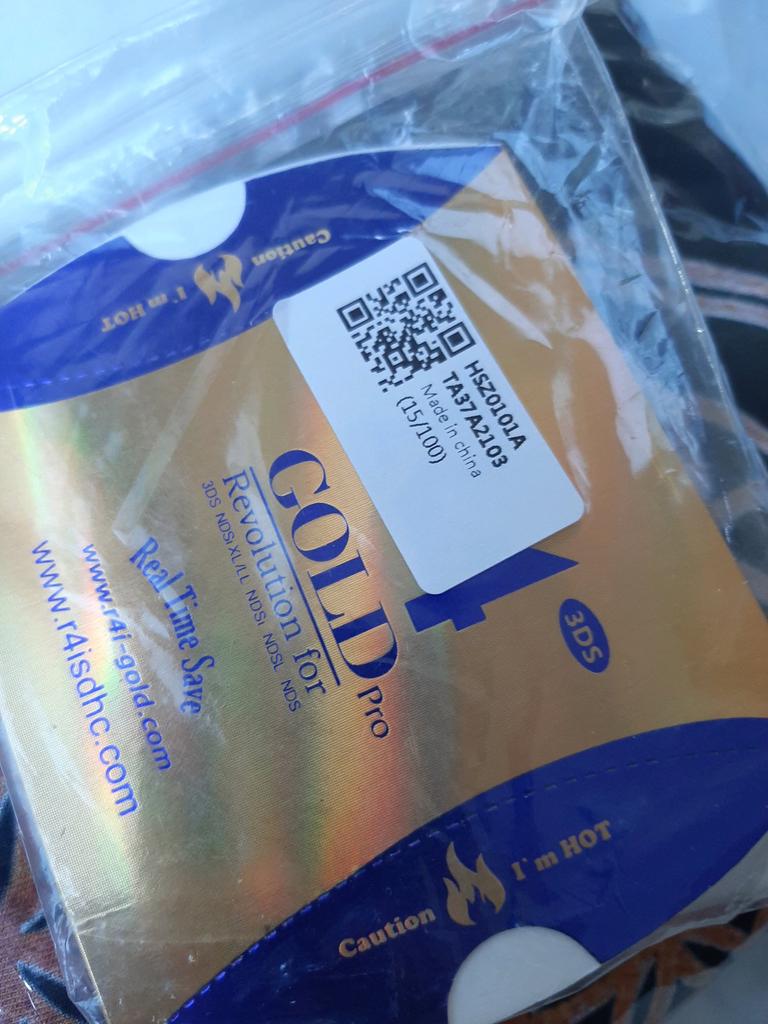 Caution I'm HOT
HSZ0101A
TA37A2103
Made in china
(15/100)
4
3DS
GOLD Pro
Revolution for
3DS NDSiXL/LL NDSi NDSL NDS
Real Time Save
www.r4i-gold.com
www.r4isdhc.com
Caution I'm HOT